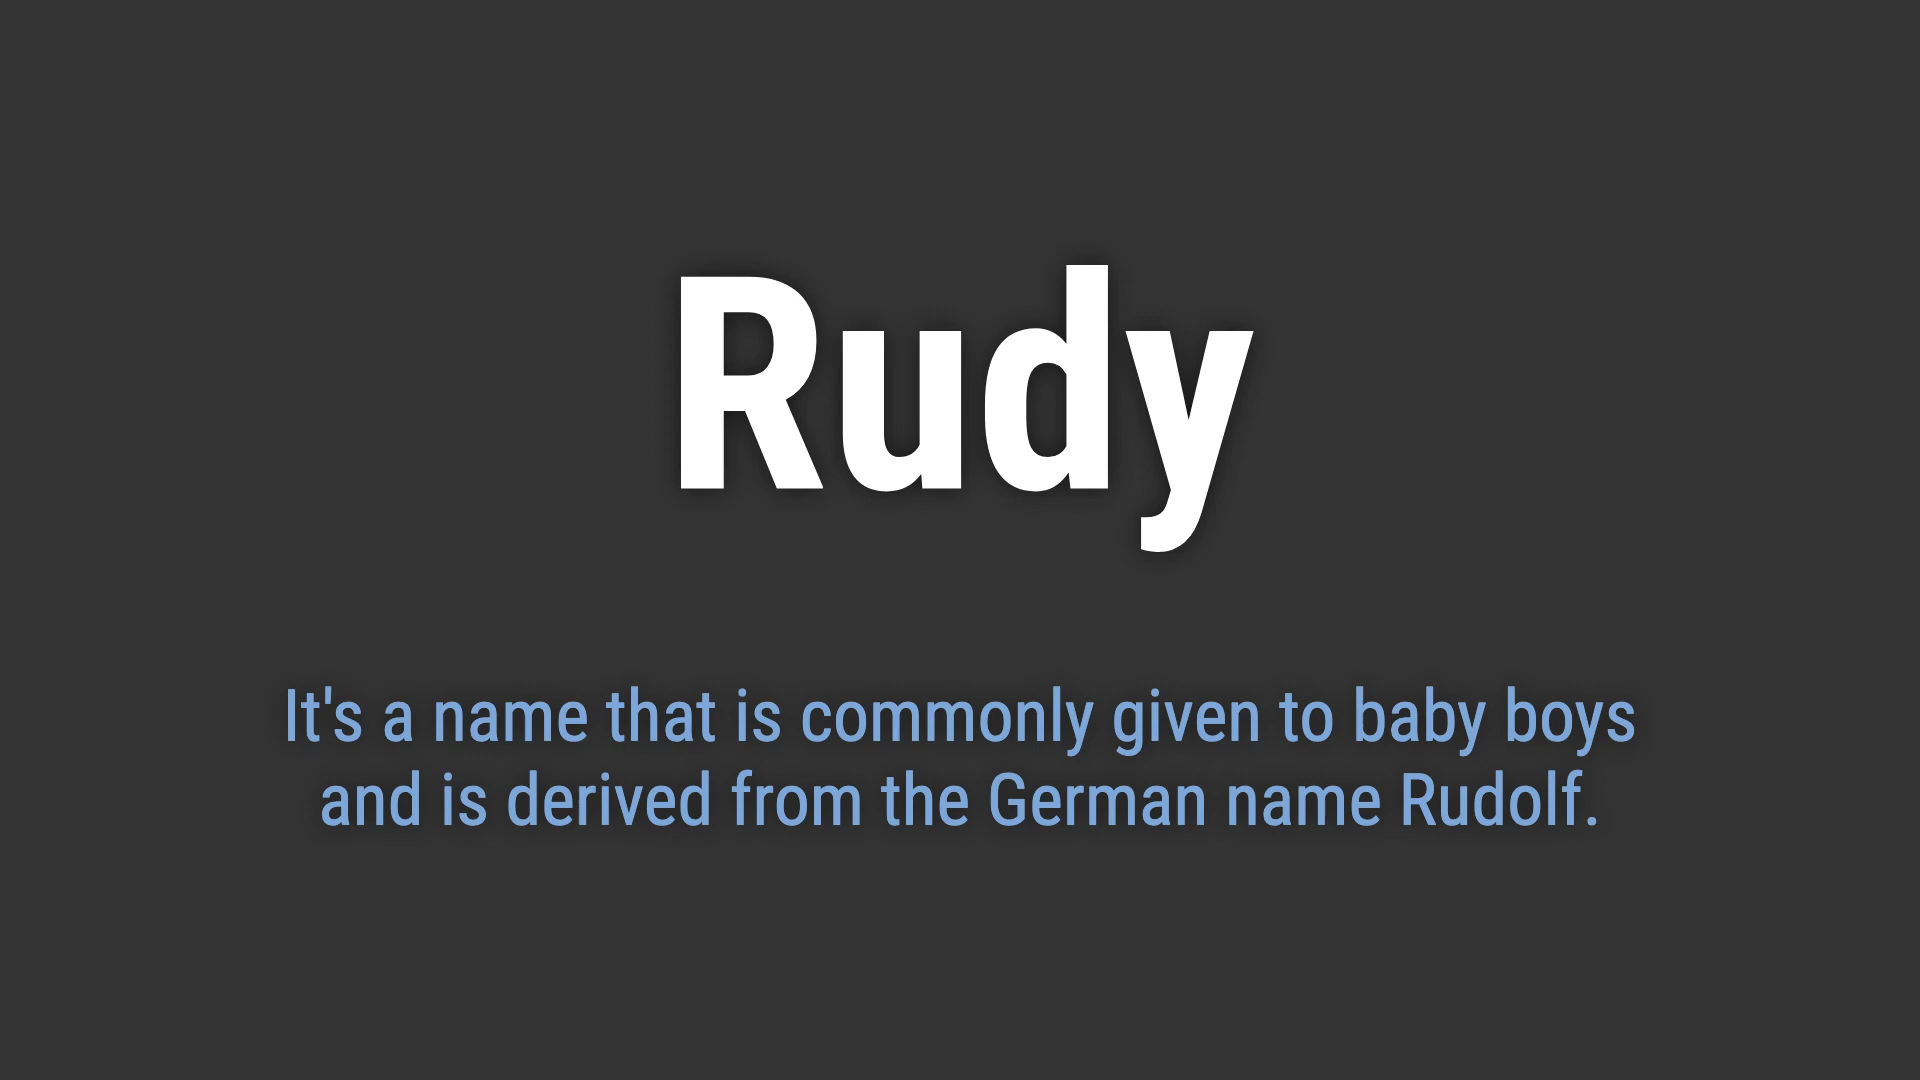 Rudy
It's a name that is commonly given to baby boys
and is derived from the German name Rudolf.